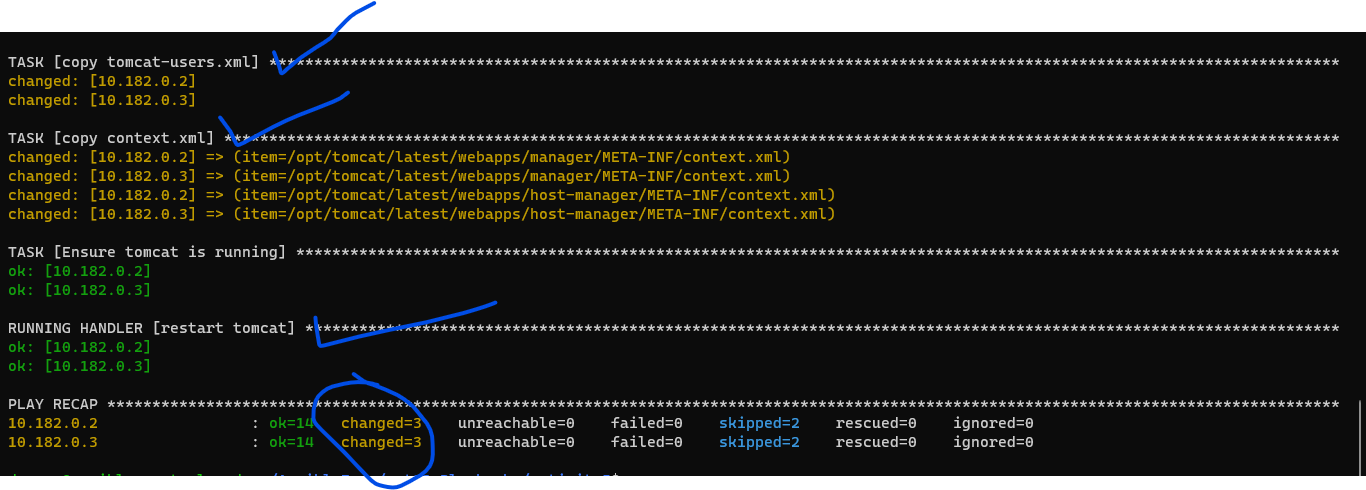 TASK [copy tomcat-users.xml] ***********************************************************************************************************************
changed: [10.182.0.2]
changed: [10.182.0.3]
TASK [copy context.xml] ****************************************************************************************************************************
changed: [10.182.0.2] => (item=/opt/tomcat/latest/webapps/manager/META-INF/context.xml)
changed: [10.182.0.3] => (item=/opt/tomcat/latest/webapps/manager/META-INF/context.xml)
changed: [10.182.0.2] => (item=/opt/tomcat/latest/webapps/host-manager/META-INF/context.xml)
changed: [10.182.0.3] => (item=/opt/tomcat/latest/webapps/host-manager/META-INF/context.xml)
TASK [Ensure tomcat is running] ********************************************************************************************************************
ok: [10.182.0.2]
ok: [10.182.0.3]
RUNNING HANDLER [restart tomcat] *******************************************************************************************************************
ok: [10.182.0.2]
ok: [10.182.0.3]
PLAY RECAP *****************************************************************************************************************************************
10.182.0.2 : ok=14 changed=3 unreachable=0 failed=0 skipped=2 rescued=0 ignored=0
10.182.0.3 : ok=14 changed=3 unreachable=0 failed=0 skipped=2 rescued=0 ignored=0